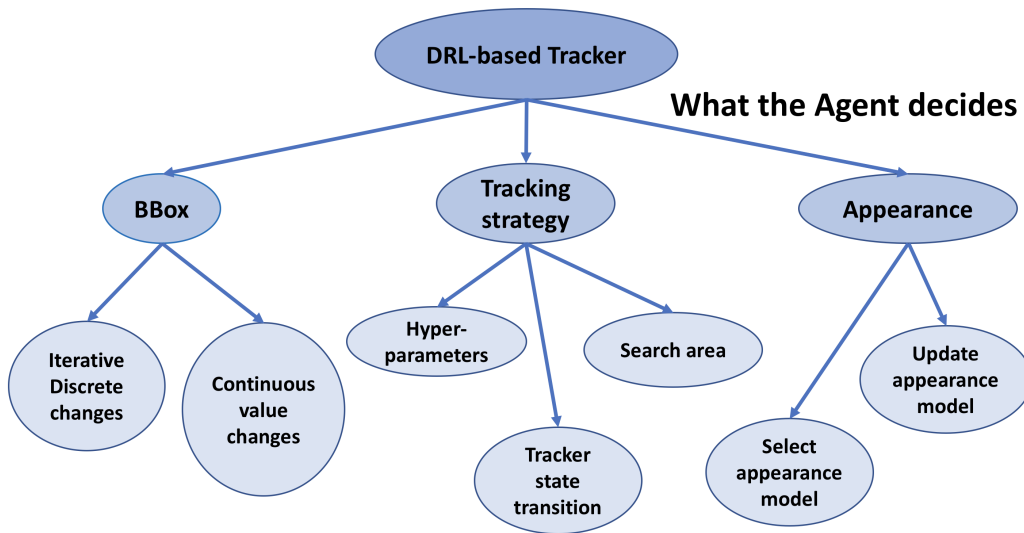 DRL-based Tracker
What the Agent decides
BBox
Tracking
strategy
Appearance
Iterative
Discrete
changes
Continuous
value
changes
Hyper-
parameters
Tracker
state
transition
Search area
Select
appearance
model
Update
appearance
model